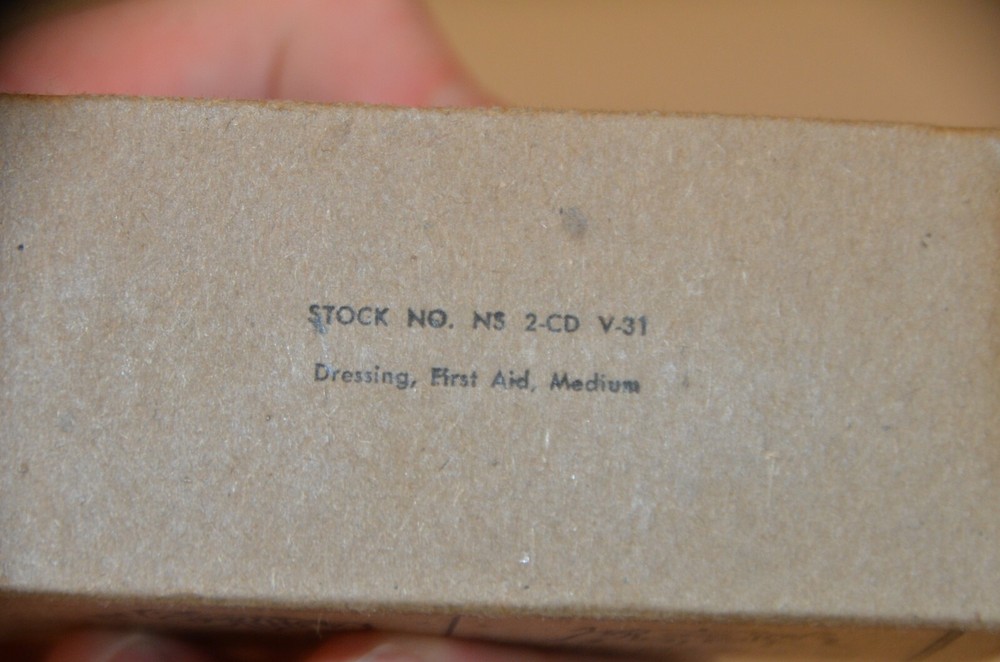 STOCK NO. NS 2-CD V-31
Dressing, First Aid, Medium